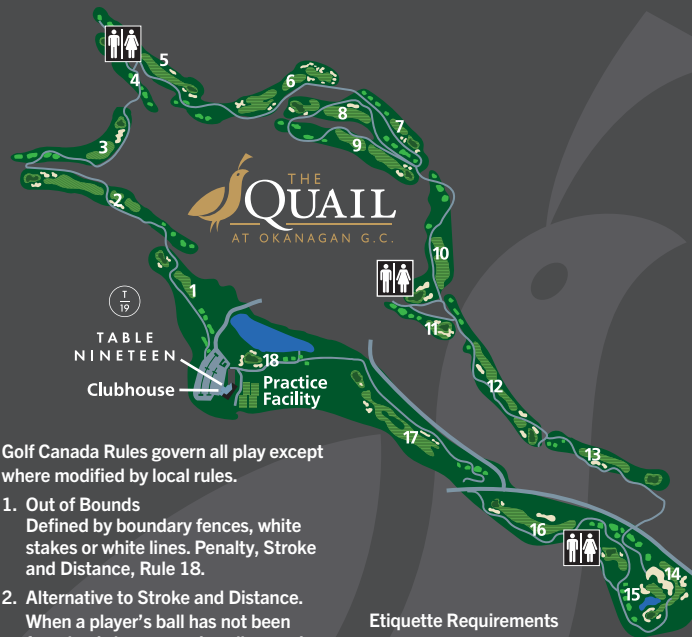 5
4
6
3
8
7
9
2
THE
QUAIL
AT OKANAGAN G.C.
10
1
T
19
11
TABLE
NINETEEN
18
12
Clubhouse
Practice
Facility
17
13
16
14
15
Golf Canada Rules govern all play except
where modified by local rules.
1. Out of Bounds
Defined by boundary fences, white
stakes or white lines. Penalty, Stroke
and Distance, Rule 18.
2. Alternative to Stroke and Distance.
When a player's ball has not been
Etiquette Requirements